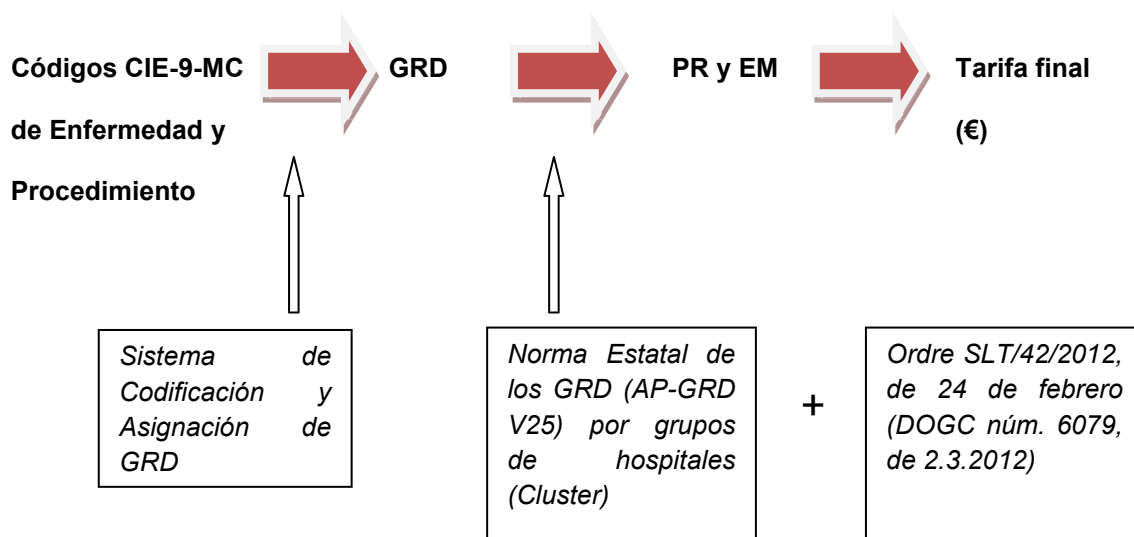 Códigos CIE-9-MC
de Enfermedad y
Procedimiento
GRD
PR y EM
Tarifa final
(€)
Sistema de
Codificación y
Asignación de
GRD
Norma Estatal de
los GRD (AP-GRD
V25) por grupos
de hospitales
(Cluster)
+
Ordre SLT/42/2012,
de 24 de febrero
(DOGC núm. 6079,
de 2.3.2012)